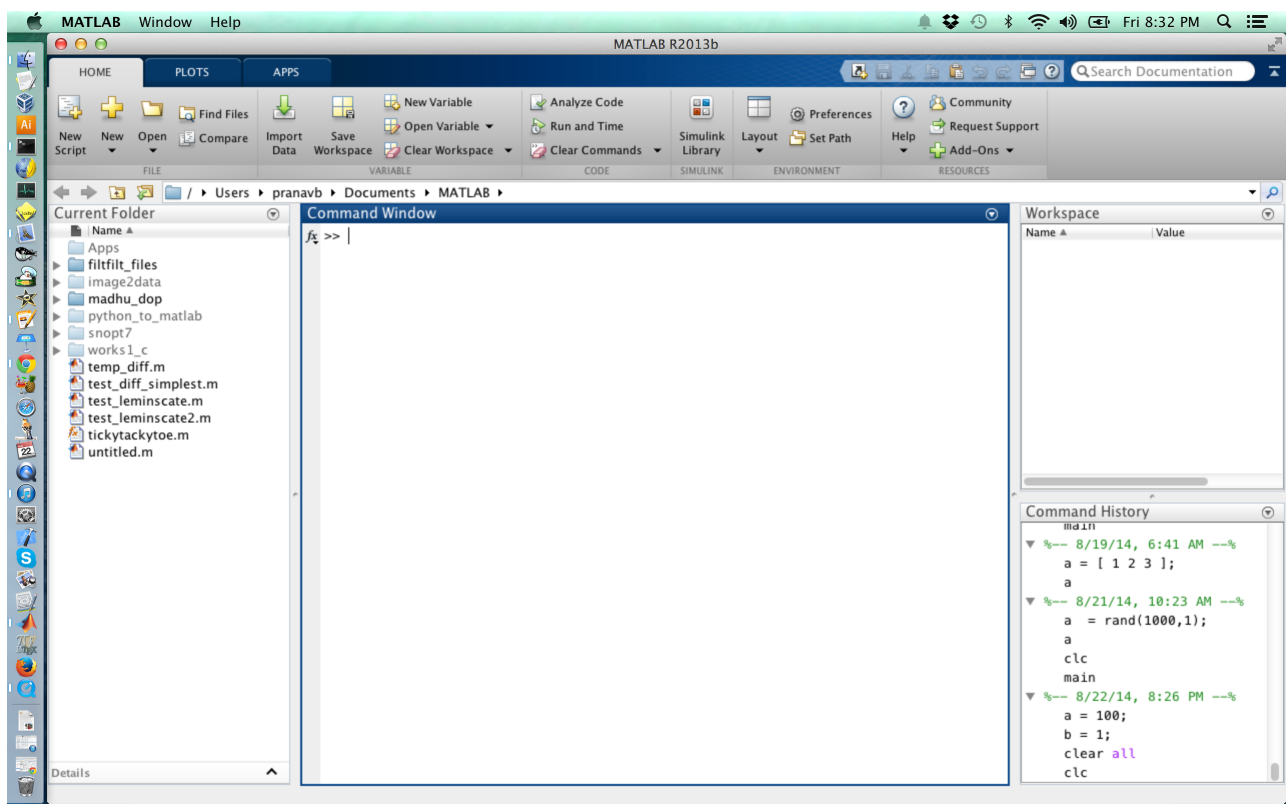 MATLAB Window Help Fri 8:32 PM
MATLAB R2013b
HOME PLOTS APPS Search Documentation
New Script
New
Open
Find Files
Compare
FILE
Import Data
Save Workspace
New Variable
Open Variable
Clear Workspace
VARIABLE
Analyze Code
Run and Time
Clear Commands
CODE
Simulink Library
SIMULINK
Layout
Preferences
Set Path
ENVIRONMENT
Help
Community
Request Support
Add-Ons
RESOURCES
/ Users pranavb Documents MATLAB
Current Folder
Name
Apps
filtfilt_files
image2data
madhu_dop
python_to_matlab
snopt7
works1_c
temp_diff.m
test_diff_simplest.m
test_leminscate.m
test_leminscate2.m
tickytackytoe.m
untitled.m
Details
Command Window
fx >>
Workspace
Name Value
Command History
main
%-- 8/19/14, 6:41 AM --%
a = [ 1 2 3 ];
a
%-- 8/21/14, 10:23 AM --%
a  = rand(1000,1);
a
clc
main
%-- 8/22/14, 8:26 PM --%
a = 100;
b = 1;
clear all
clc
Ai
22